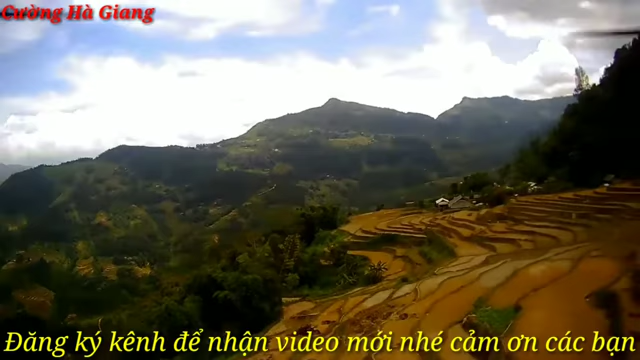 Cường Hà Giang
Đăng ký kênh để nhận video mới nhé cảm ơn các bạn